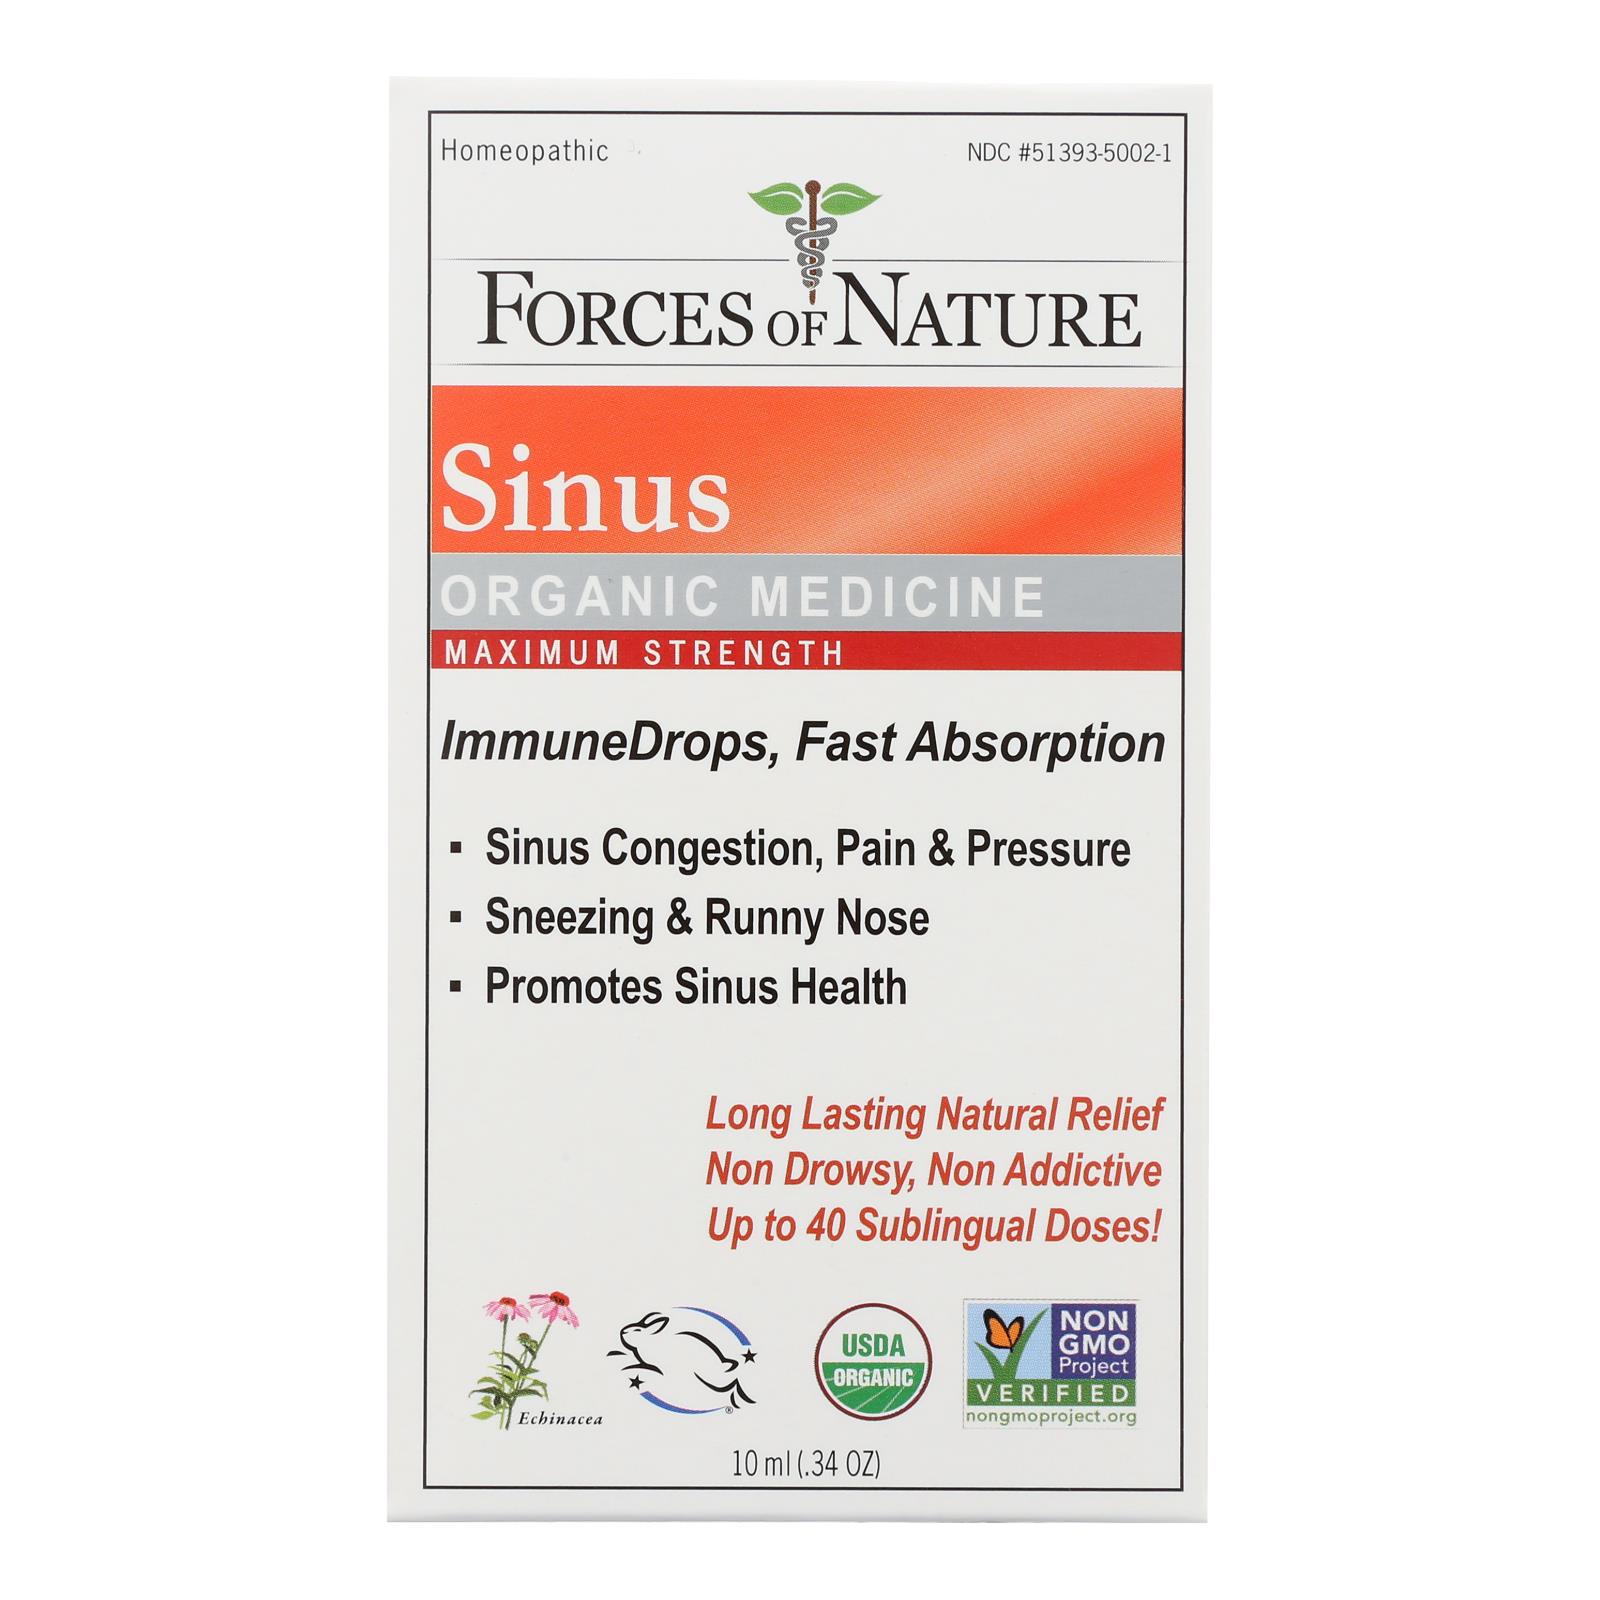 Homeopathic
NDC #51393-5002-1
FORCES OF NATURE
Sinus
ORGANIC MEDICINE
MAXIMUM STRENGTH
ImmuneDrops, Fast Absorption
▪ Sinus Congestion, Pain & Pressure
▪ Sneezing & Runny Nose
▪ Promotes Sinus Health
Long Lasting Natural Relief
Non Drowsy, Non Addictive
Up to 40 Sublingual Doses!
Echinacea
®
USDA
ORGANIC
NON
GMO
Project
VERIFIED
nongmoproject.org
10 ml (.34 OZ)